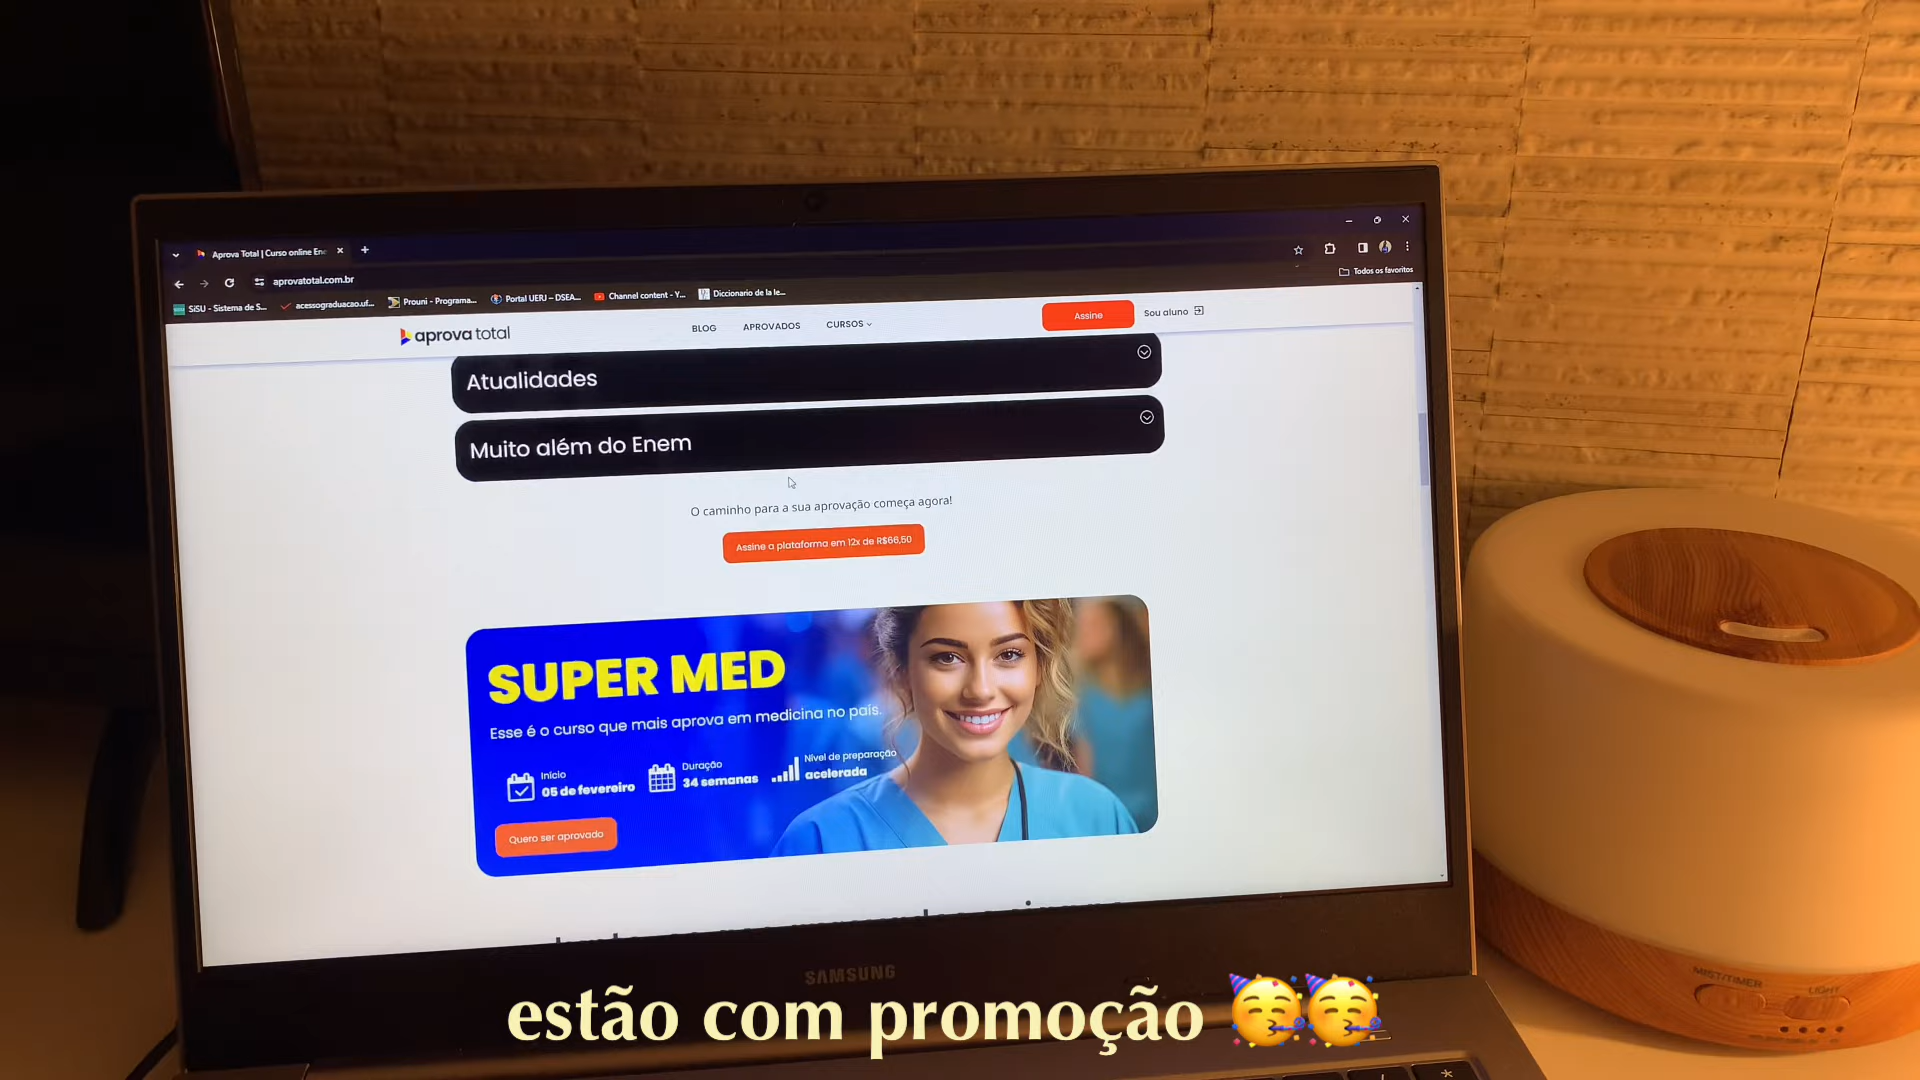 Aprova Total | Curso online En
aprovatotal.com.br
Todos os favoritos
SiSU - Sistema de S...
acessograduacao.uf...
Prouni - Programa...
Portal UERJ – DSEA...
Channel content - Y...
Diccionario de la le...
aprova total
BLOG
APROVADOS
CURSOS
Assine
Sou aluno
Atualidades
Muito além do Enem
O caminho para a sua aprovação começa agora!
Assine a plataforma em 12x de R$66,50
SUPER MED
Esse é o curso que mais aprova em medicina no país.
Início
05 de fevereiro
Duração
34 semanas
Nível de preparação
acelerada
Quero ser aprovado
SAMSUNG
MIST/TIMER
LIGHT
estão com promoção 🥳🥳